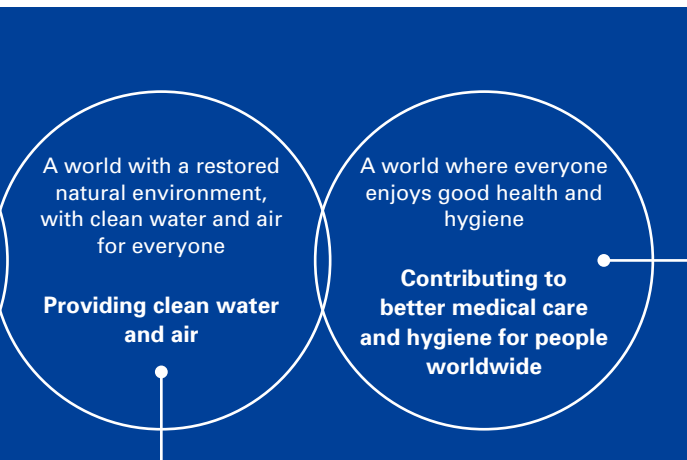 A world with a restored
natural environment,
with clean water and air
for everyone
Providing clean water
and air
A world where everyone
enjoys good health and
hygiene
Contributing to
better medical care
and hygiene for people
worldwide